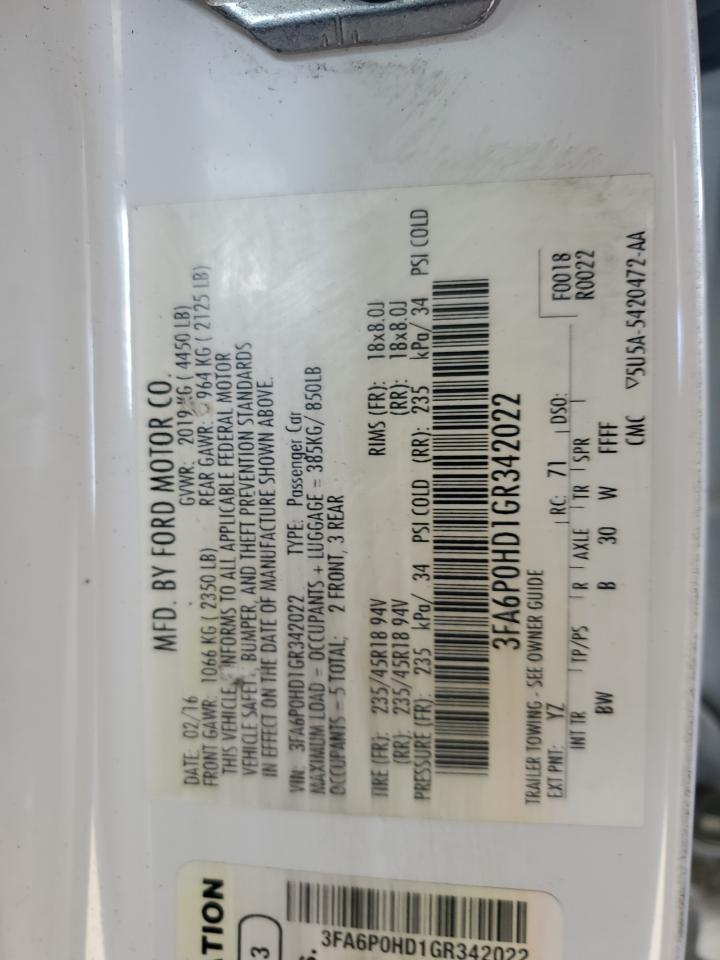 MFD. BY FORD MOTOR CO.
DATE: 02/16 GVWR: 2019 KG ( 4450 LB)
FRONT GAWR: 1066 KG ( 2350 LB) REAR GAWR: 964 KG ( 2125 LB)
THIS VEHICLE CONFORMS TO ALL APPLICABLE FEDERAL MOTOR
VEHICLE SAFETY, BUMPER, AND THEFT PREVENTION STANDARDS
IN EFFECT ON THE DATE OF MANUFACTURE SHOWN ABOVE.
VIN: 3FA6P0HD1GR342022 TYPE: Passenger Car
MAXIMUM LOAD = OCCUPANTS + LUGGAGE = 385KG/ 850LB
OCCUPANTS = 5 TOTAL; 2 FRONT, 3 REAR
TIRE (FR): 235/45R18 94V RIMS (FR): 18x8.0J
(RR): 235/45R18 94V (RR): 18x8.0J
PRESSURE (FR): 235 kPa/ 34 PSI COLD (RR): 235 kPa/ 34 PSI COLD
3FA6P0HD1GR342022
TRAILER TOWING - SEE OWNER GUIDE F0018
EXT PNT: YZ RC: 71 DSO: R0022
INT TR TP/PS R AXLE TR SPR
BW B 30 W FFFF
CMC ▽5U5A-5420472-AA
ATION
3
S.
3FA6P0HD1GR342022